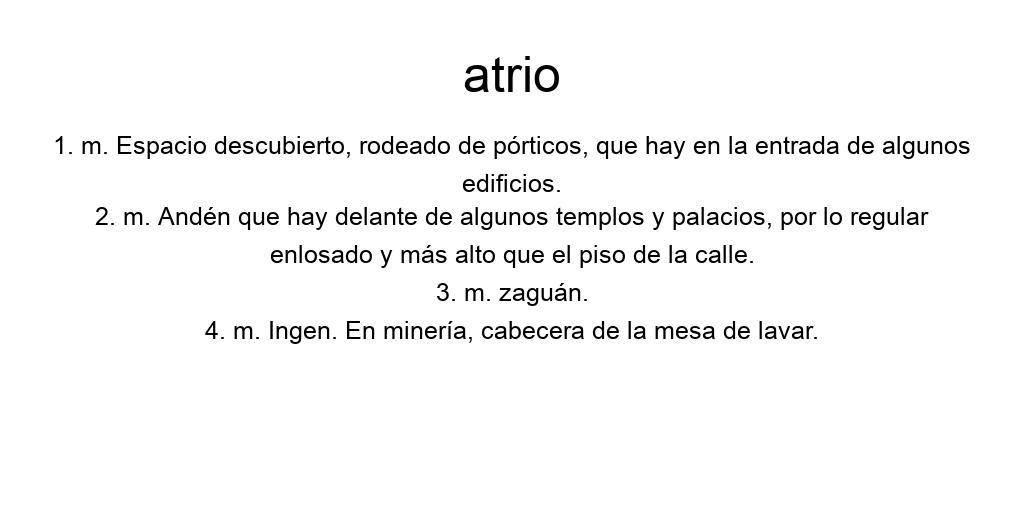 atrio
1. m. Espacio descubierto, rodeado de pórticos, que hay en la entrada de algunos
edificios.
2. m. Andén que hay delante de algunos templos y palacios, por lo regular
enlosado y más alto que el piso de la calle.
3. m. zaguán.
4. m. Ingen. En minería, cabecera de la mesa de lavar.